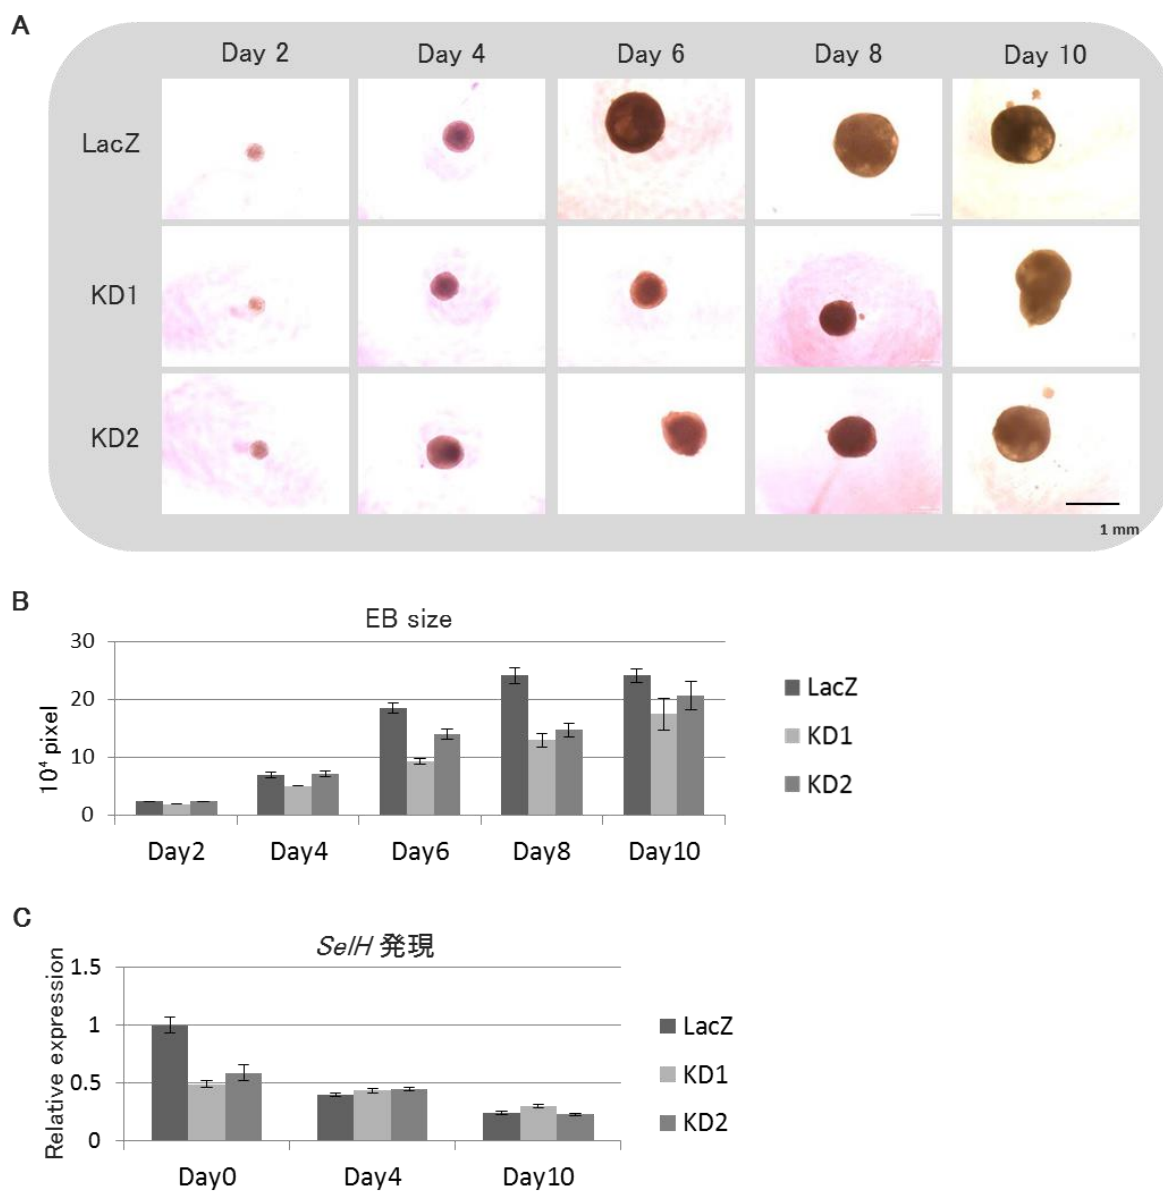 A
Day 2 Day 4 Day 6 Day 8 Day 10
LacZ
KD1
KD2
1 mm
B
EB size
10⁴ pixel
30
20
10
0
Day2 Day4 Day6 Day8 Day10
LacZ
KD1
KD2
C
SelH 発現
Relative expression
1.5
1
0.5
0
Day0 Day4 Day10
LacZ
KD1
KD2